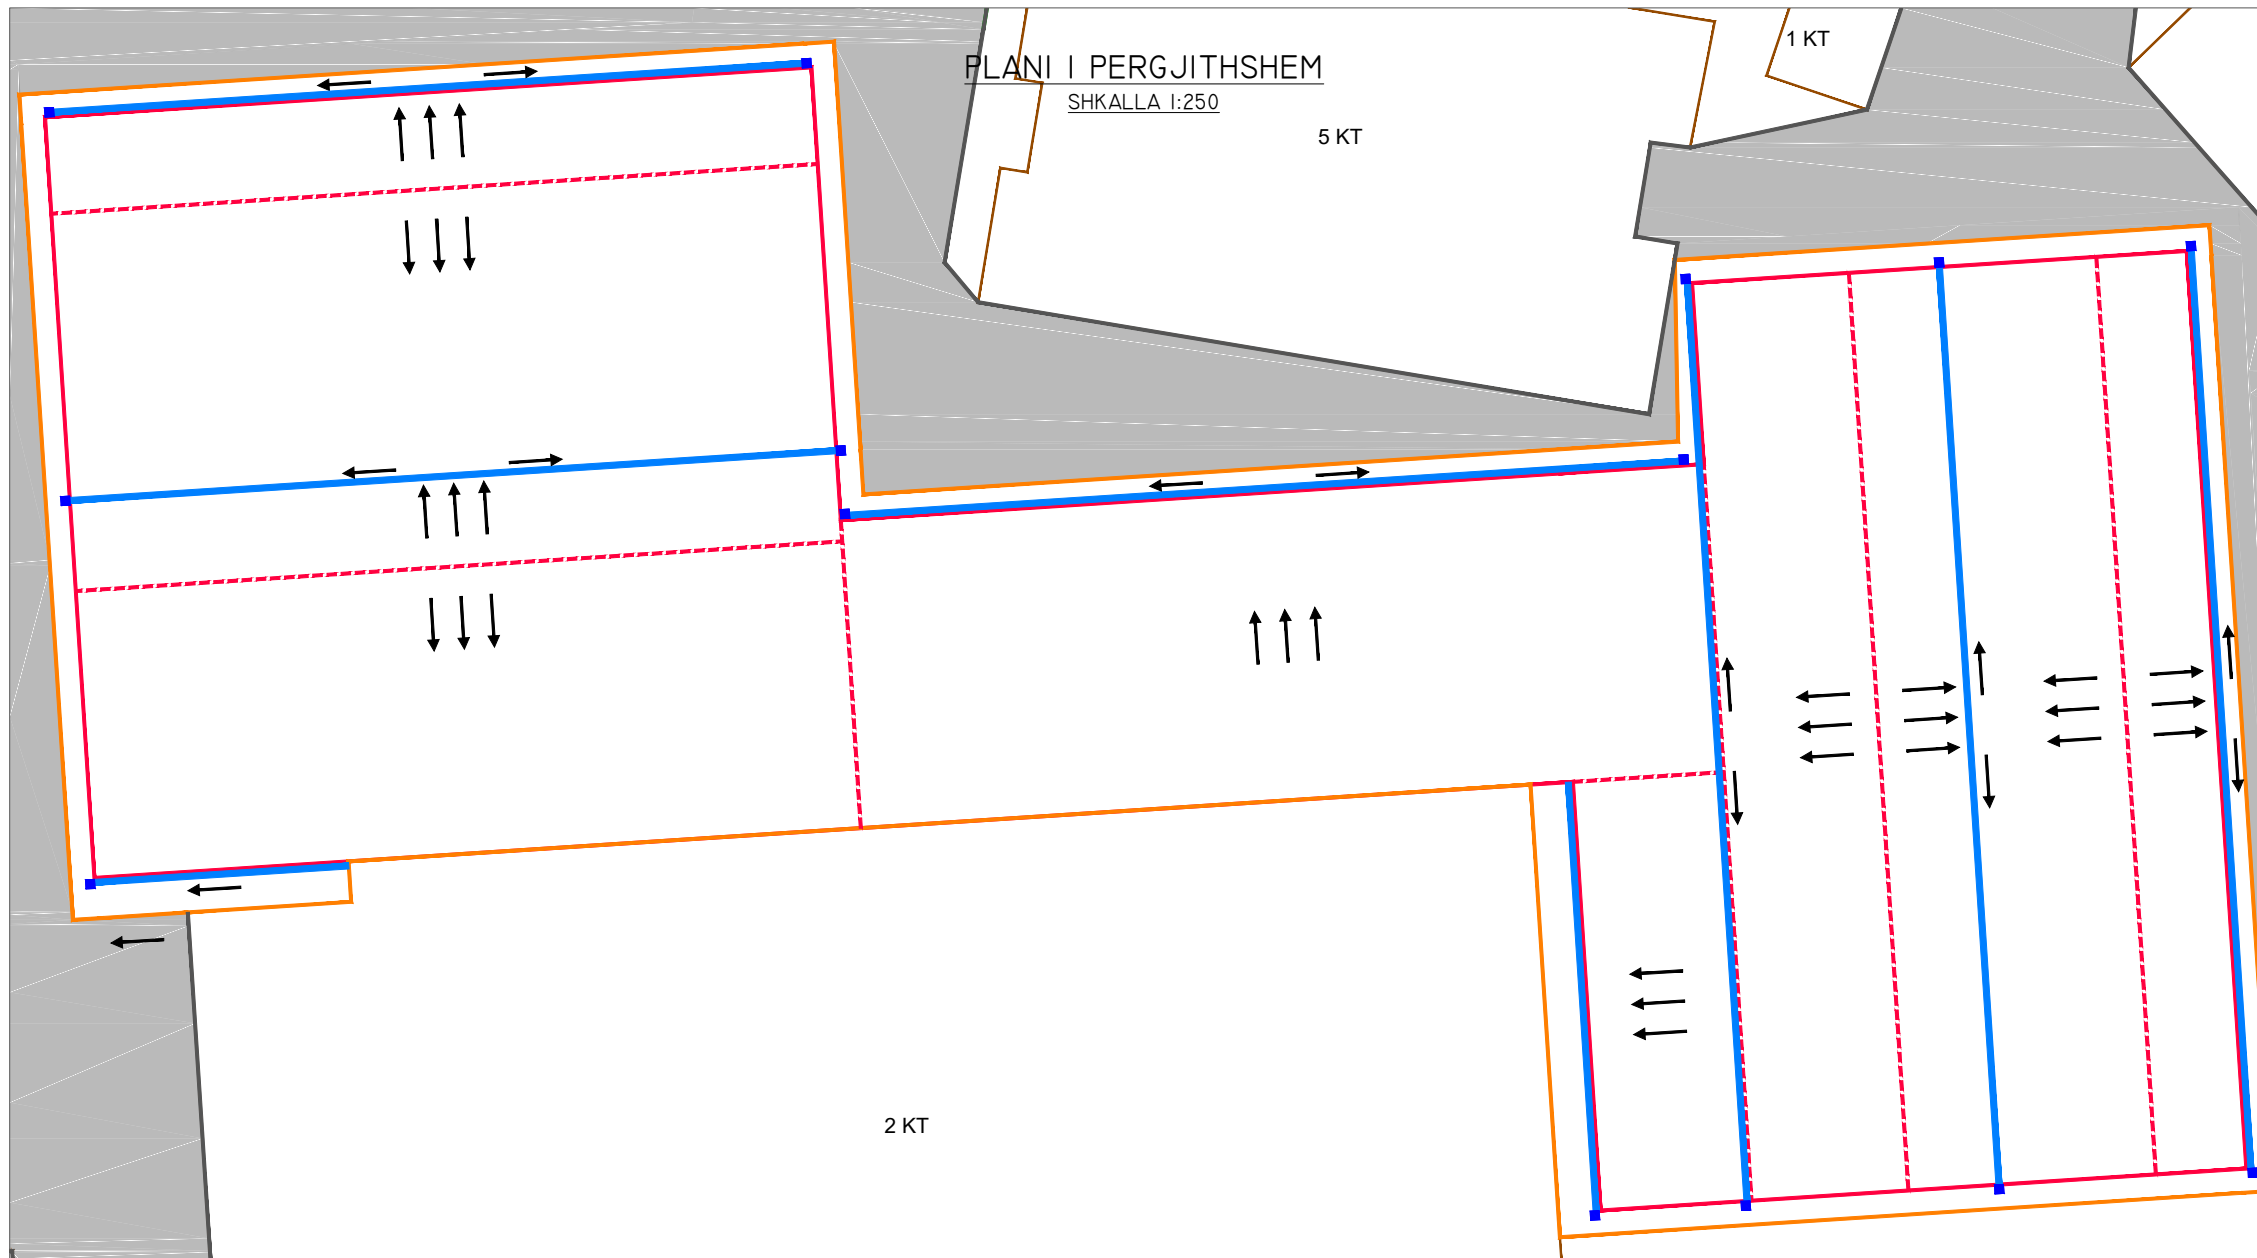 1 KT
PLANI I PERGJITHSHEM
SHKALLA 1:250
5 KT
2 KT